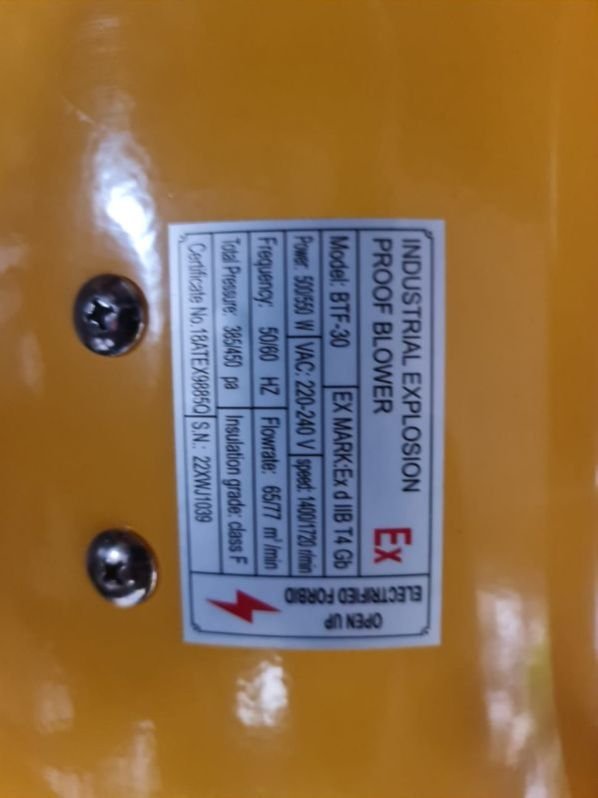 INDUSTRIAL EXPLOSION
PROOF BLOWER
Ex
Model: BTF-30 EX MARK:Ex d IIB T4 Gb
Power: 500/550 W VAC: 220-240 V speed: 1400/1720 r/min
Frequency: 50/60 HZ Flowrate: 65/77 m³/min
Total Pressure: 385/450 pa Insulation grade: class F
Certificate No.18ATEX9885Q S.N.: 22XWJ1039
OPEN UP
ELECTRIFIED FORBID